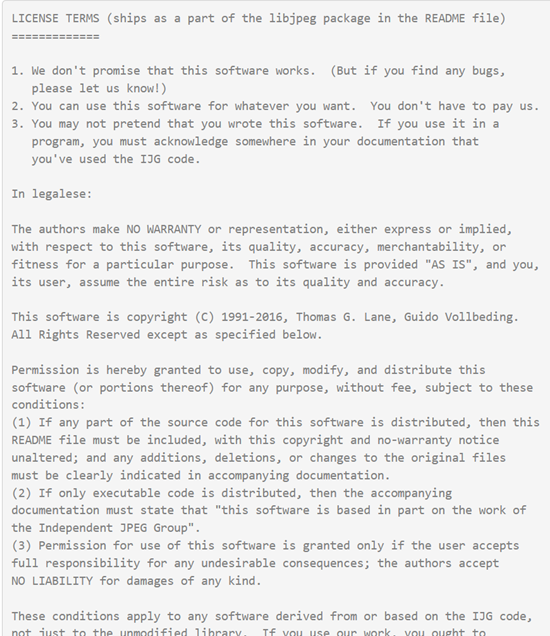 LICENSE TERMS (ships as a part of the libjpeg package in the README file)
=============
1. We don't promise that this software works.  (But if you find any bugs,
please let us know!)
2. You can use this software for whatever you want.  You don't have to pay us.
3. You may not pretend that you wrote this software.  If you use it in a
program, you must acknowledge somewhere in your documentation that
you've used the IJG code.
In legalese:
The authors make NO WARRANTY or representation, either express or implied,
with respect to this software, its quality, accuracy, merchantability, or
fitness for a particular purpose.  This software is provided "AS IS", and you,
its user, assume the entire risk as to its quality and accuracy.
This software is copyright (C) 1991-2016, Thomas G. Lane, Guido Vollbeding.
All Rights Reserved except as specified below.
Permission is hereby granted to use, copy, modify, and distribute this
software (or portions thereof) for any purpose, without fee, subject to these
conditions:
(1) If any part of the source code for this software is distributed, then this
README file must be included, with this copyright and no-warranty notice
unaltered; and any additions, deletions, or changes to the original files
must be clearly indicated in accompanying documentation.
(2) If only executable code is distributed, then the accompanying
documentation must state that "this software is based in part on the work of
the Independent JPEG Group".
(3) Permission for use of this software is granted only if the user accepts
full responsibility for any undesirable consequences; the authors accept
NO LIABILITY for damages of any kind.
These conditions apply to any software derived from or based on the IJG code,
not just to the unmodified library.  If you use our work, you ought to